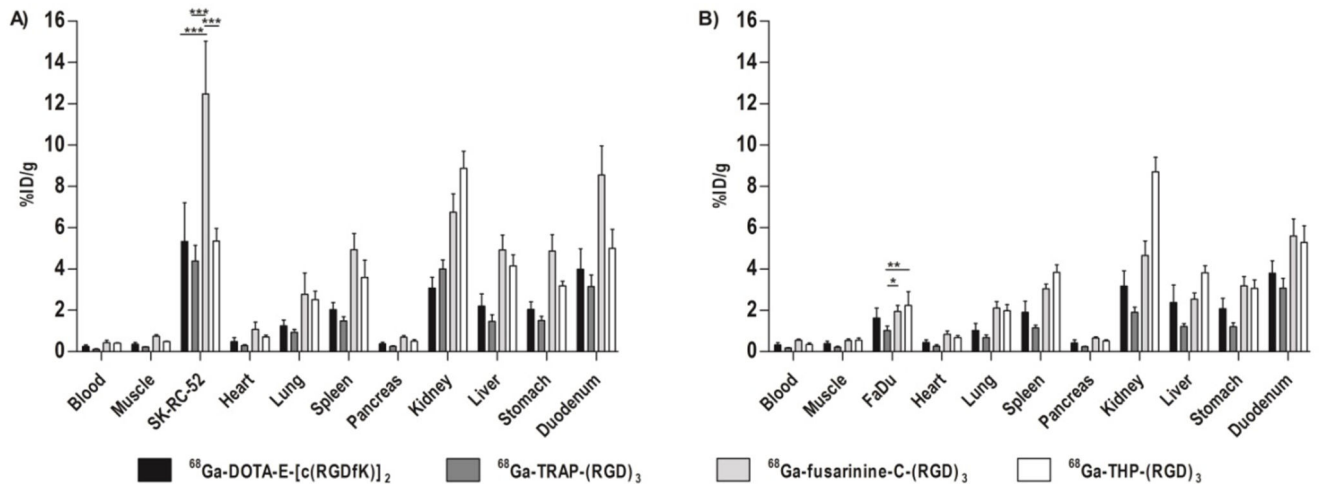 A)
*** 
***
***
16
14
12
10
8
6
4
2
0
%ID/g
Blood
Muscle
SK-RC-52
Heart
Lung
Spleen
Pancreas
Kidney
Liver
Stomach
Duodenum
B)
16
14
12
10
8
6
4
2
0
%ID/g
**
*
Blood
Muscle
FaDu
Heart
Lung
Spleen
Pancreas
Kidney
Liver
Stomach
Duodenum
⁶⁸Ga-DOTA-E-[c(RGDfK)]₂
⁶⁸Ga-TRAP-(RGD)₃
⁶⁸Ga-fusarinine-C-(RGD)₃
⁶⁸Ga-THP-(RGD)₃